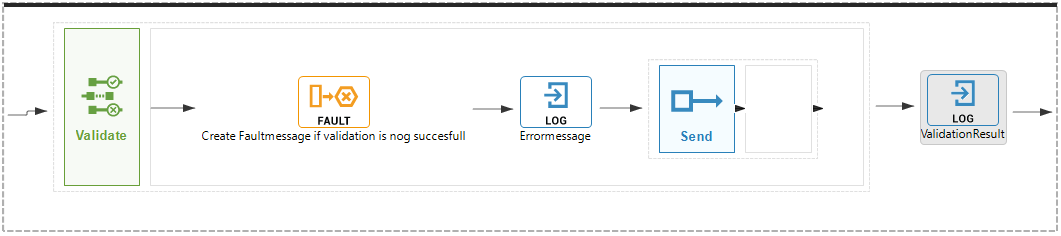 Validate
FAULT
Create Faultmessage if validation is nog succesfull
LOG
Errormessage
Send
LOG
ValidationResult